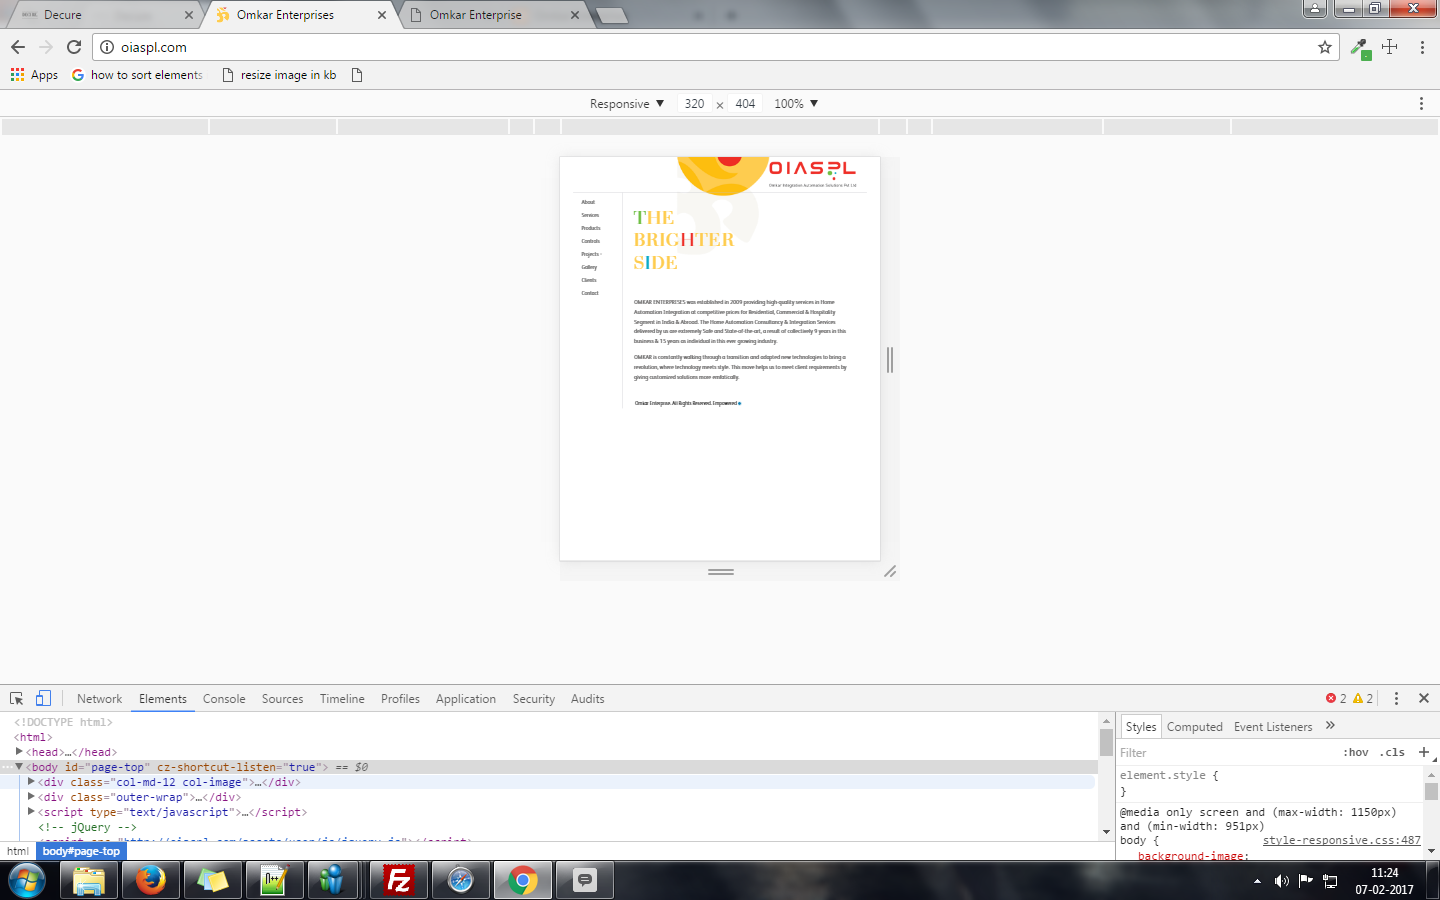 Decure
Omkar Enterprises
Omkar Enterprise
oiaspl.com
Apps
how to sort elements
resize image in kb
Responsive ▼ 320 × 404 100% ▼
OIASPL
Omkar Integration Automation Solutions Pvt Ltd
About
Services
Products
Controls
Projects -
Gallery
Clients
Contact
THE
BRIGHTER
SIDE
OMKAR ENTERPRISES was established in 2009 providing high-quality services in Home
Automation Integration at competitive prices for Residential, Commercial & Hospitality
Segment in India & Abroad. The Home Automation Consultancy & Integration Services
delivered by us are extremely Safe and State-of-the-art, a result of collectively 9 years in this
business & 15 years as individual in this ever growing industry.
OMKAR is constantly walking through a transition and adapted new technologies to bring a
revolution, where technology meets style. This move helps us to meet client requirements by
giving customized solutions more emfatically.
Omkar Enterprise. All Rights Reserved. Empowered
Network Elements Console Sources Timeline Profiles Application Security Audits
2 2
<!DOCTYPE html>
<html>
<head>…</head>
<body id="page-top" cz-shortcut-listen="true"> == $0
<div class="col-md-12 col-image">…</div>
<div class="outer-wrap">…</div>
<script type="text/javascript">…</script>
<!-- jQuery -->
html body#page-top
Styles Computed Event Listeners »
Filter :hov .cls +
element.style {
}
@media only screen and (max-width: 1150px)
and (min-width: 951px)
body { style-responsive.css:487
background-image:
11:24
07-02-2017